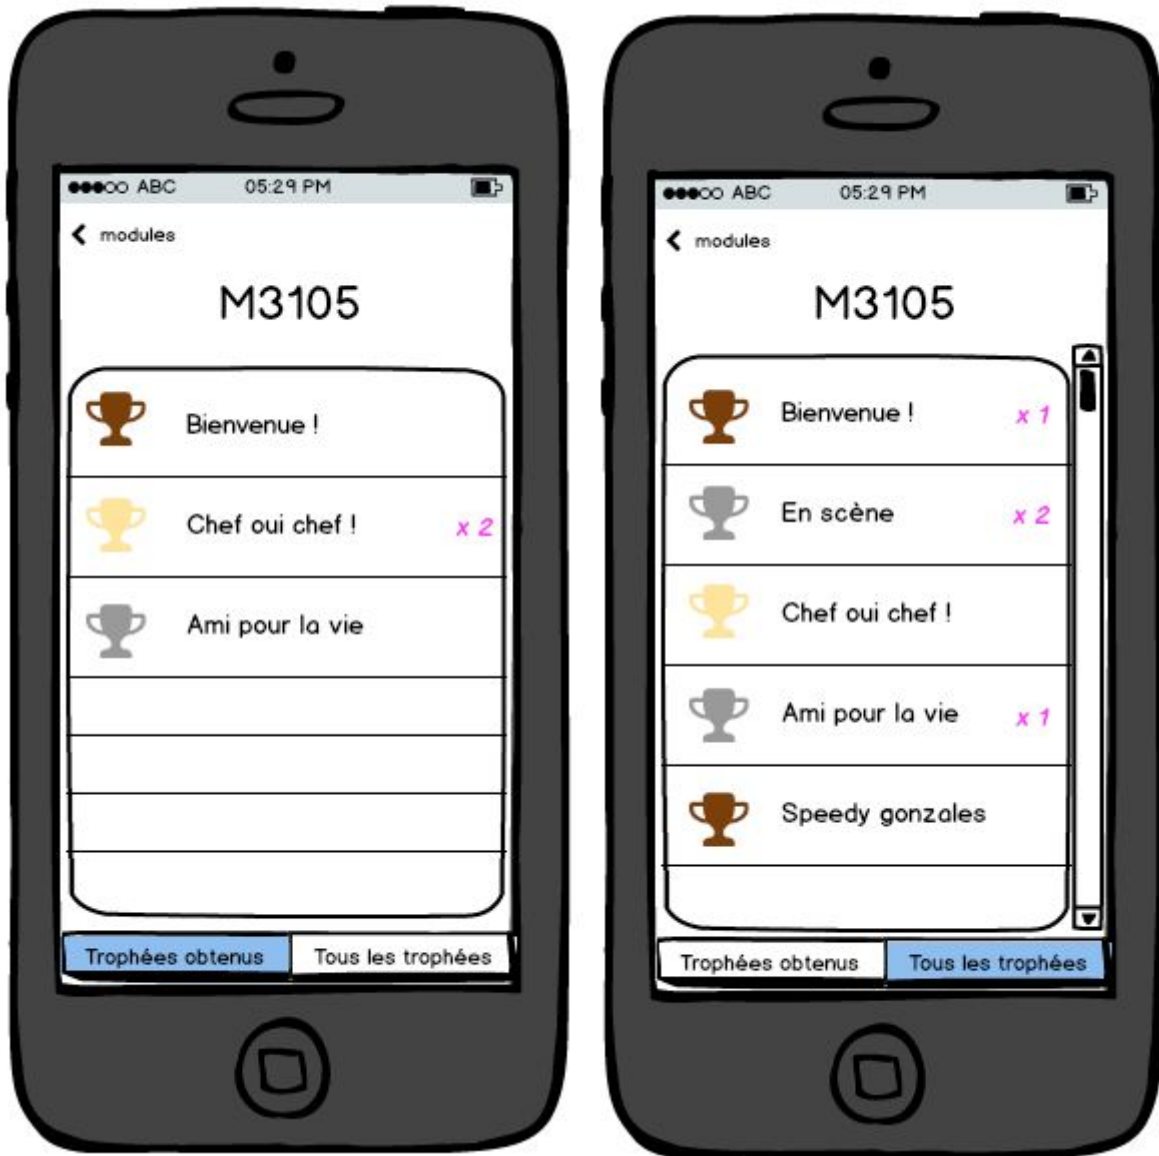 ABC 05:29 PM
modules
M3105
Bienvenue !
Chef oui chef ! x 2
Ami pour la vie
Trophées obtenus Tous les trophées
ABC 05:29 PM
modules
M3105
Bienvenue ! x 1
En scène x 2
Chef oui chef !
Ami pour la vie x 1
Speedy gonzales
Trophées obtenus Tous les trophées